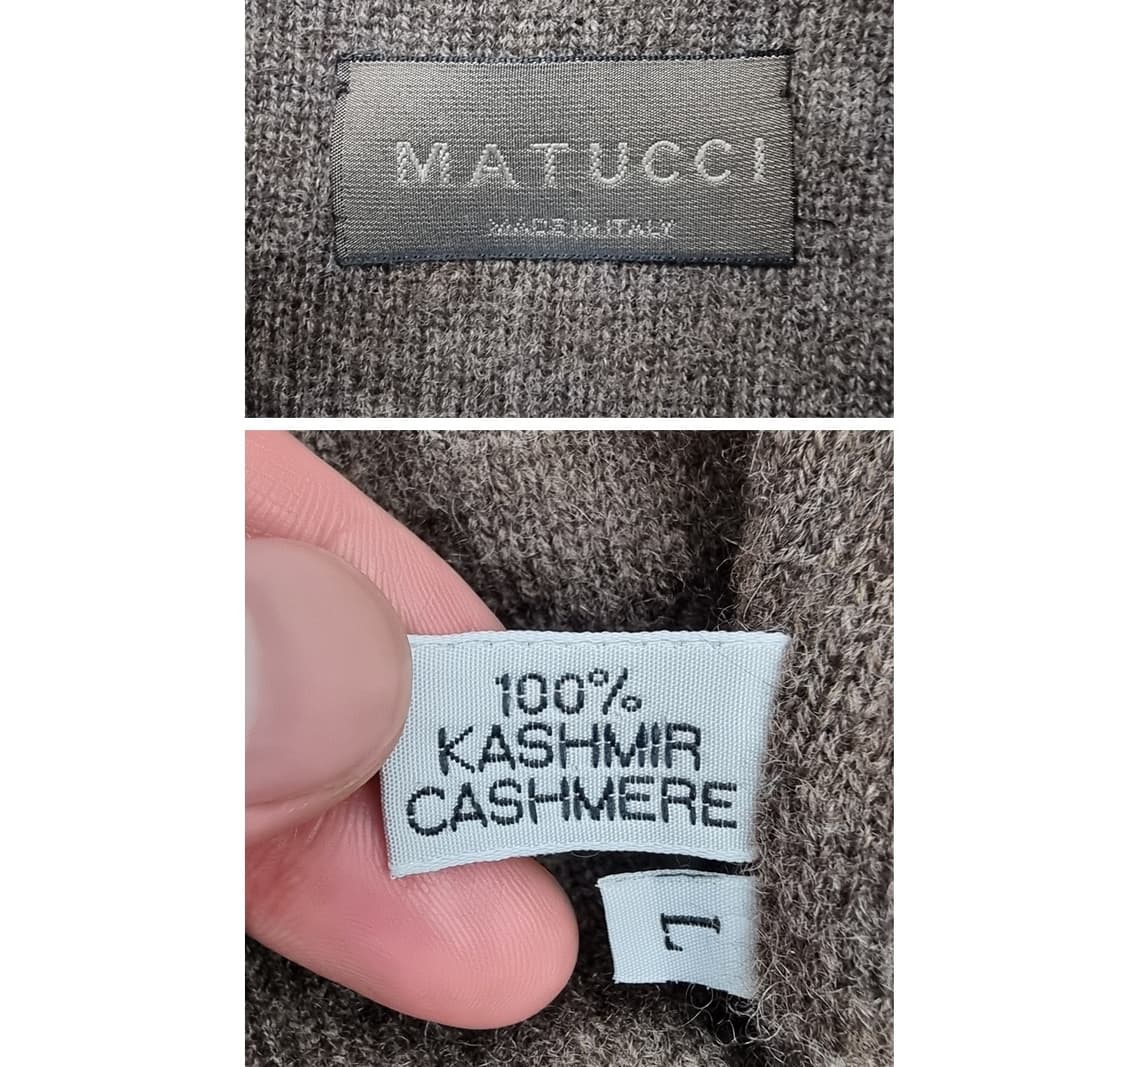 MATUCCI
MADE IN ITALY
100%
KASHMIR
CASHMERE
L